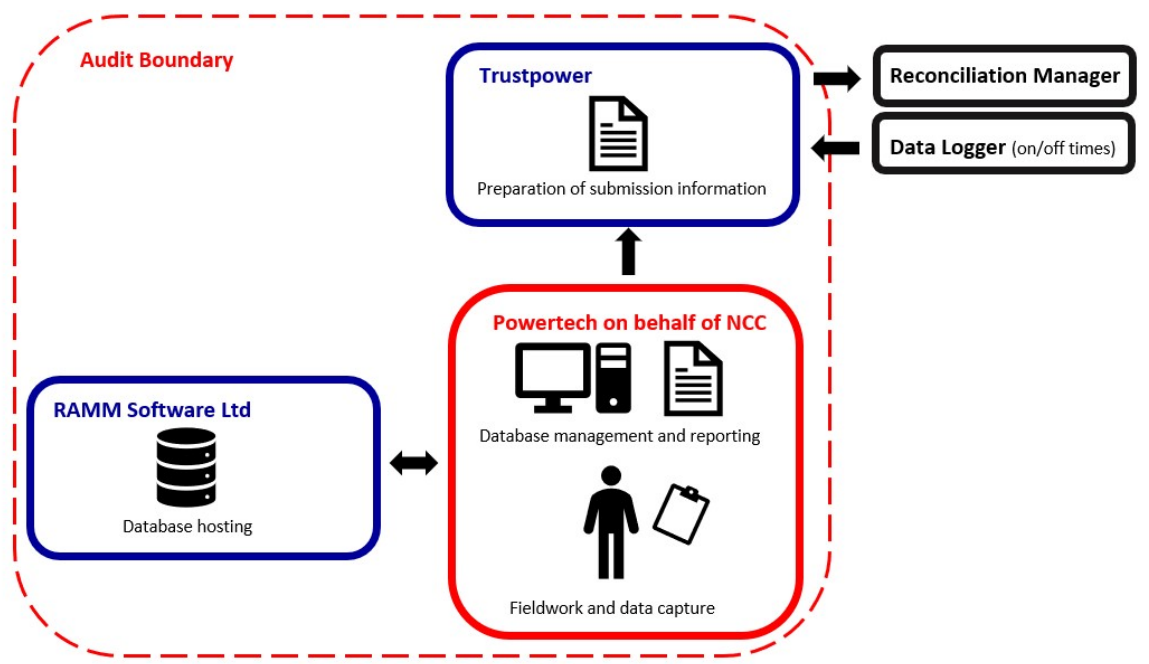 Audit Boundary
Trustpower
Preparation of submission information
Reconciliation Manager
Data Logger (on/off times)
Powertech on behalf of NCC
Database management and reporting
Fieldwork and data capture
RAMM Software Ltd
Database hosting